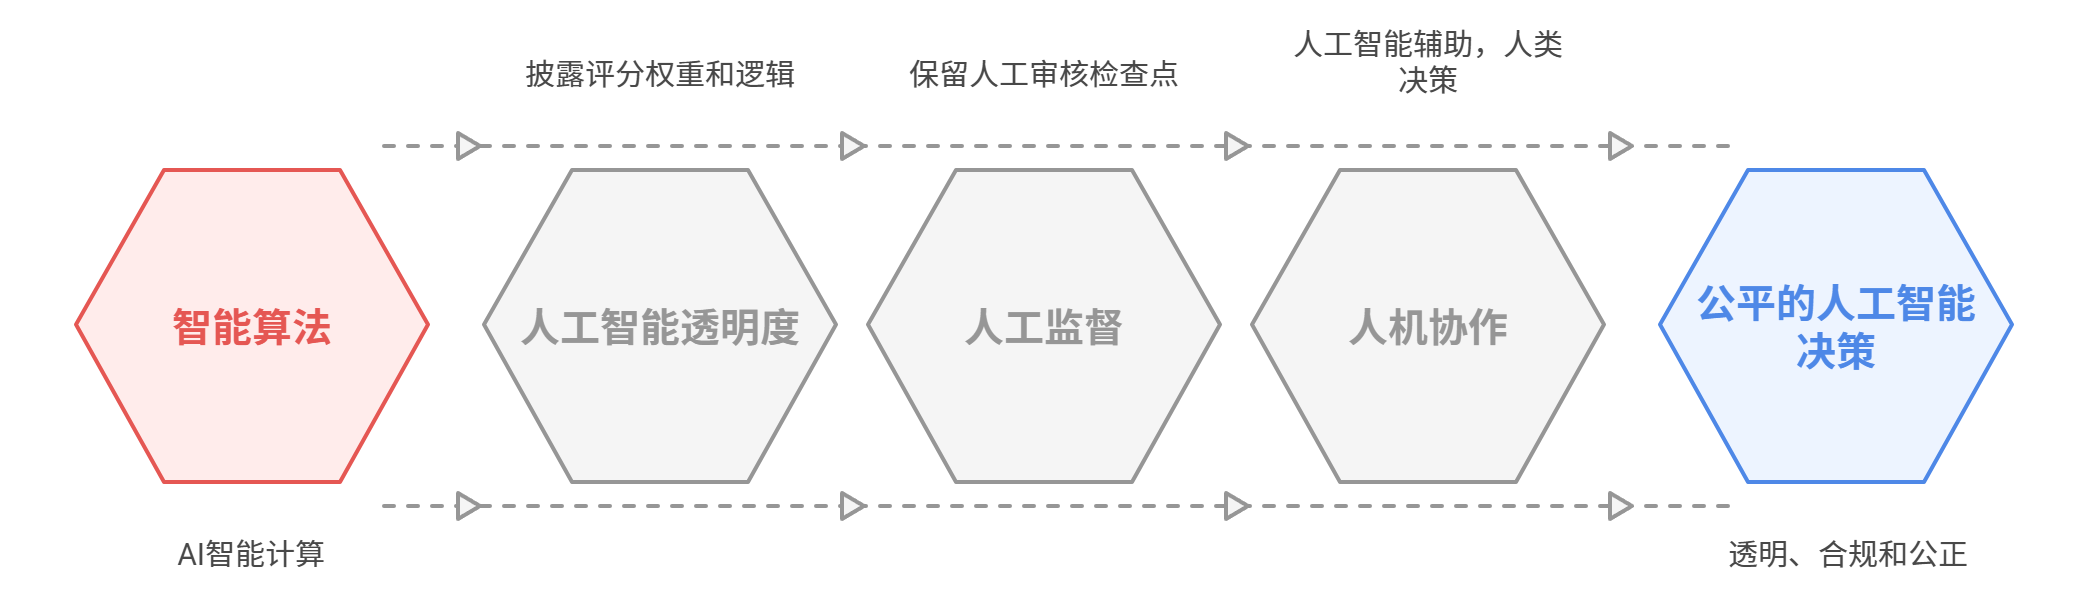 披露评分权重和逻辑
保留人工审核检查点
人工智能辅助，人类
决策
智能算法
人工智能透明度
人工监督
人机协作
公平的人工智能
决策
AI智能计算
透明、合规和公正